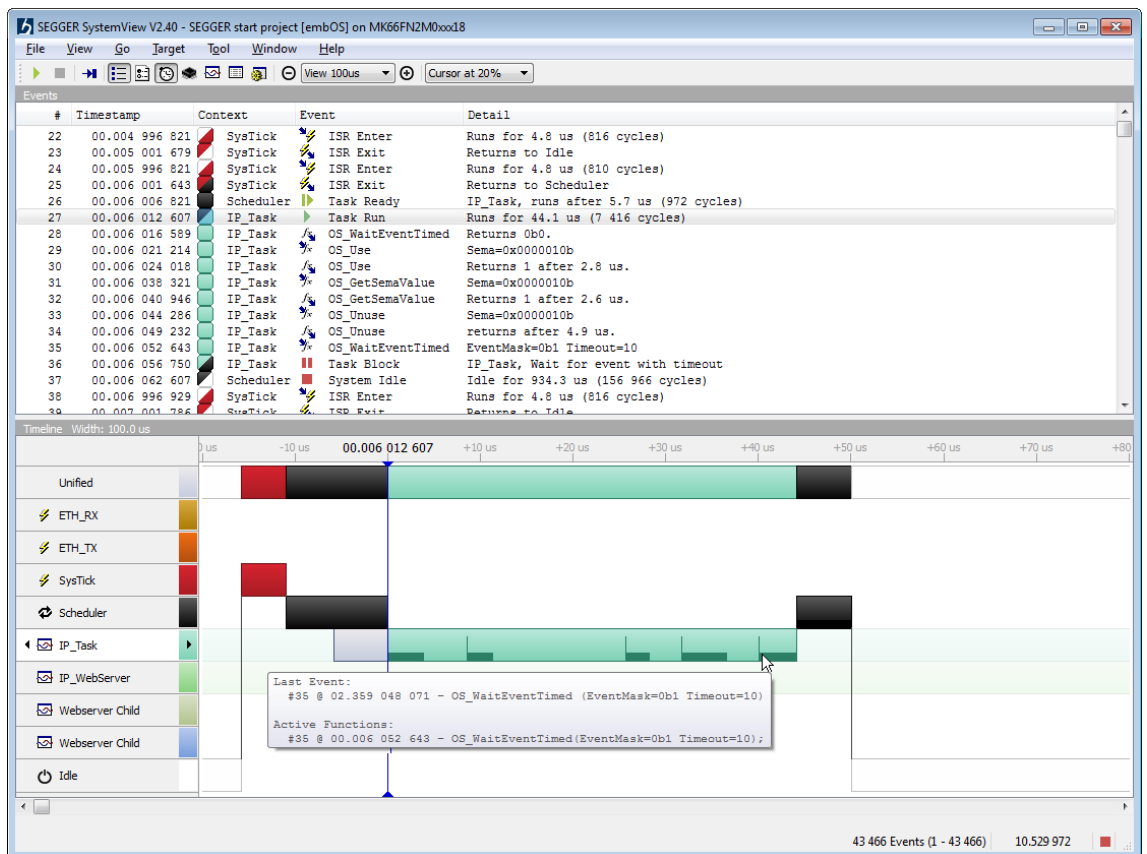 SEGGER SystemView V2.40 - SEGGER start project [embOS] on MK66FN2M0xxx18
File View Go Target Tool Window Help
View 100us Cursor at 20%
Events
# Timestamp Context Event Detail
22 00.004 996 821 SysTick ISR Enter Runs for 4.8 us (816 cycles)
23 00.005 001 679 SysTick ISR Exit Returns to Idle
24 00.005 996 821 SysTick ISR Enter Runs for 4.8 us (810 cycles)
25 00.006 001 643 SysTick ISR Exit Returns to Scheduler
26 00.006 006 821 Scheduler Task Ready IP_Task, runs after 5.7 us (972 cycles)
27 00.006 012 607 IP_Task Task Run Runs for 44.1 us (7 416 cycles)
28 00.006 016 589 IP_Task OS_WaitEventTimed Returns 0b0.
29 00.006 021 214 IP_Task OS_Use Sema=0x0000010b
30 00.006 024 018 IP_Task OS_Use Returns 1 after 2.8 us.
31 00.006 038 321 IP_Task OS_GetSemaValue Sema=0x0000010b
32 00.006 040 946 IP_Task OS_GetSemaValue Returns 1 after 2.6 us.
33 00.006 044 286 IP_Task OS_Unuse Sema=0x0000010b
34 00.006 049 232 IP_Task OS_Unuse returns after 4.9 us.
35 00.006 052 643 IP_Task OS_WaitEventTimed EventMask=0b1 Timeout=10
36 00.006 056 750 IP_Task Task Block IP_Task, Wait for event with timeout
37 00.006 062 607 Scheduler System Idle Idle for 934.3 us (156 966 cycles)
38 00.006 996 929 SysTick ISR Enter Runs for 4.8 us (816 cycles)
39 00.007 001 786 SysTick ISR Exit Returns to Idle
Timeline Width: 100.0 us
0 us -10 us 00.006 012 607 +10 us +20 us +30 us +40 us +50 us +60 us +70 us +80
Unified
ETH_RX
ETH_TX
SysTick
Scheduler
IP_Task
IP_WebServer
Webserver Child
Webserver Child
Idle
Last Event:
#35 @ 02.359 048 071 - OS_WaitEventTimed (EventMask=0b1 Timeout=10)
Active Functions:
#35 @ 00.006 052 643 - OS_WaitEventTimed(EventMask=0b1 Timeout=10);
43 466 Events (1 - 43 466) 10.529 972